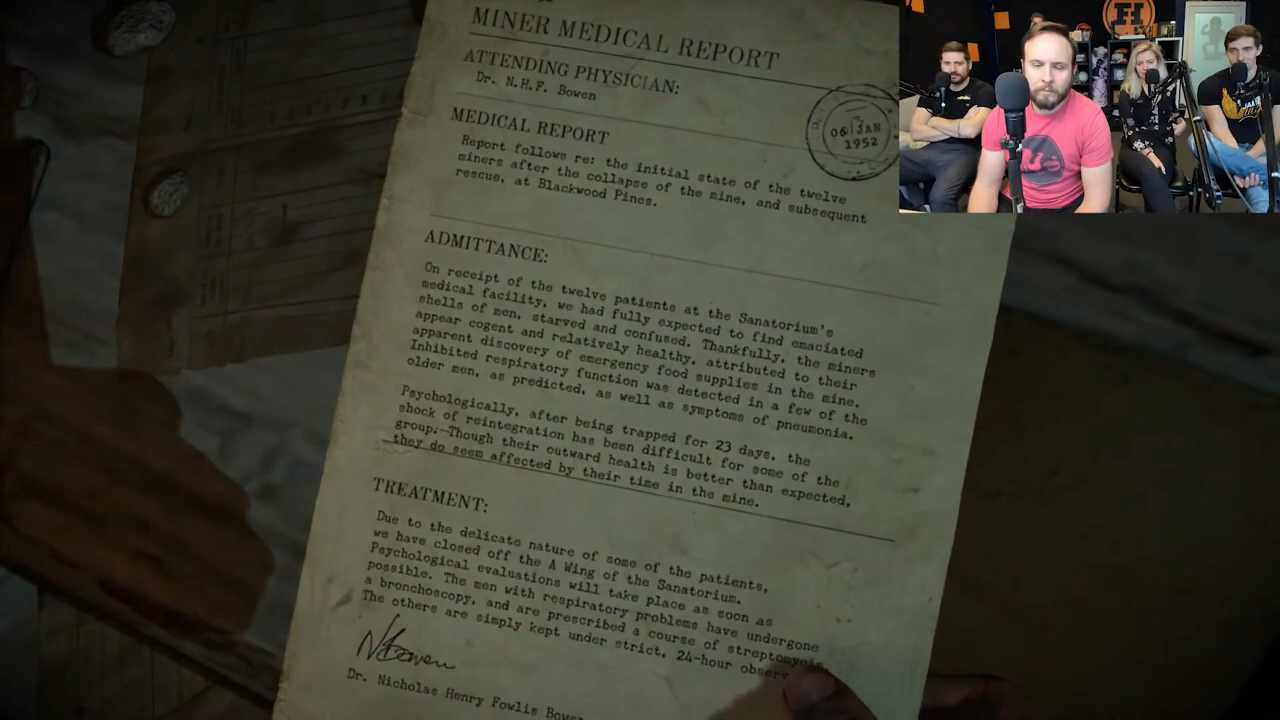 MINER MEDICAL REPORT
ATTENDING PHYSICIAN:
Dr. N.H.F. Bowen
MEDICAL REPORT
Report follows re: the initial state of the twelve
miners after the collapse of the mine, and subsequent
rescue, at Blackwood Pines.
06 JAN
1952
ADMITTANCE:
On receipt of the twelve patients at the Sanatorium's
medical facility, we had fully expected to find emaciated
shells of men, starved and confused. Thankfully, the miners
appear cogent and relatively healthy, attributed to their
apparent discovery of emergency food supplies in the mine.
Inhibited respiratory function was detected in a few of the
older men, as predicted, as well as symptoms of pneumonia.
Psychologically, after being trapped for 23 days, the
shock of reintegration has been difficult for some of the
group. Though their outward health is better than expected,
they do seem affected by their time in the mine.
TREATMENT:
Due to the delicate nature of some of the patients,
we have closed off the A Wing of the Sanatorium.
Psychological evaluations will take place as soon as
possible. The men with respiratory problems have undergone
a bronchoscopy, and are prescribed a course of
The others are simply kept under strict, 24-hour
NBowen
Dr. Nicholas Henry Fowlis Bowen